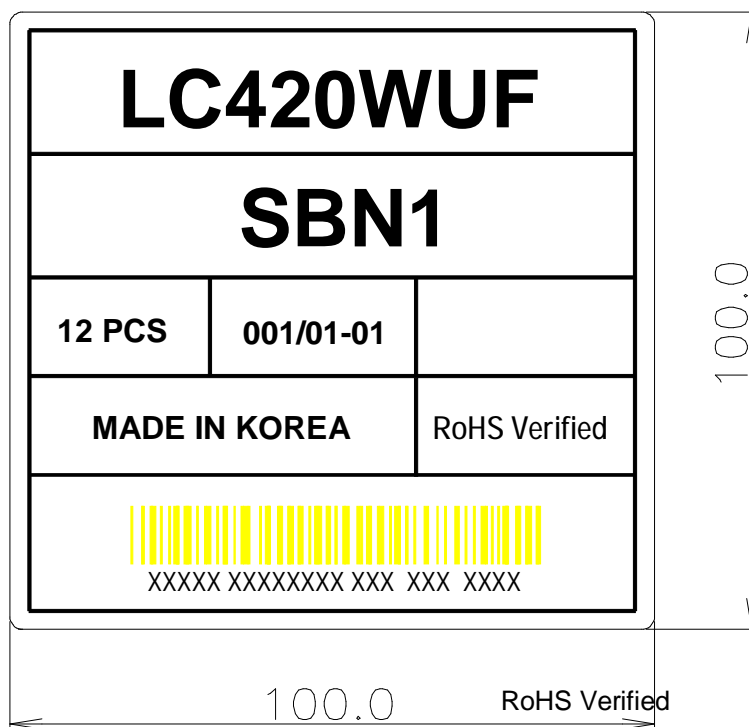 LC420WUF
SBN1
12 PCS 001/01-01
MADE IN KOREA RoHS Verified
XXXXX XXXXXXXX XXX XXX XXXX
100.0
100.0 RoHS Verified